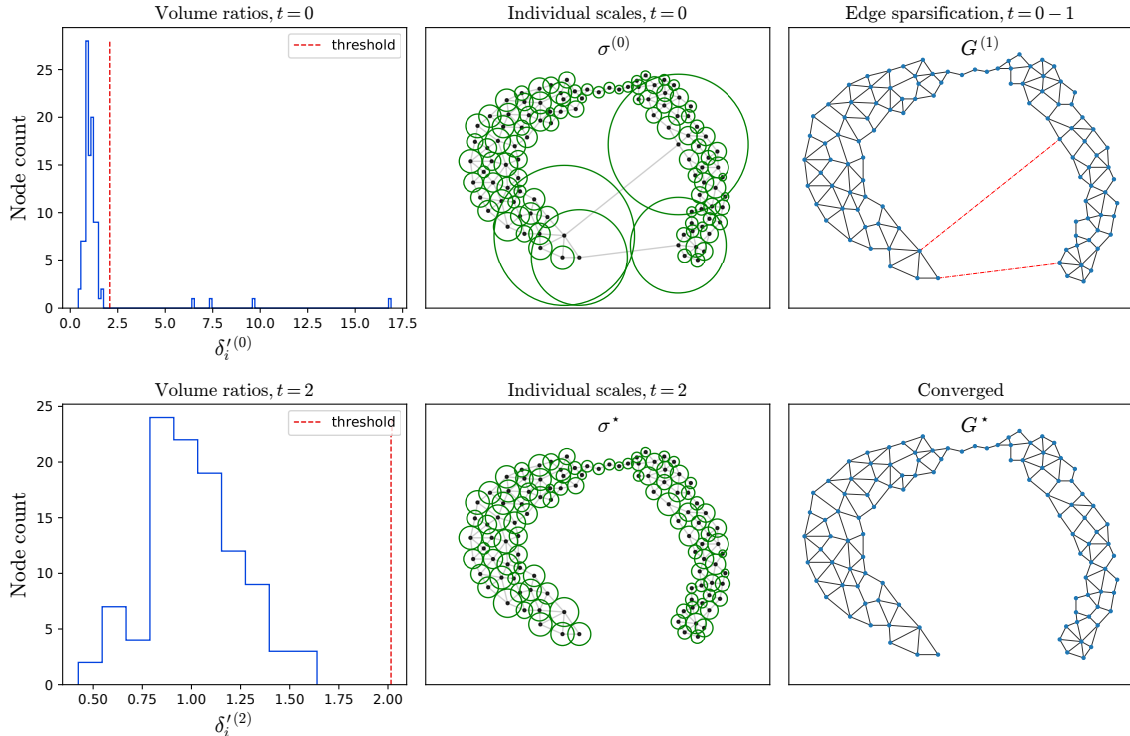 Volume ratios, t = 0
Individual scales, t = 0
Edge sparsification, t = 0 − 1
threshold
σ⁽⁰⁾
G⁽¹⁾
Node count
25
20
15
10
5
0
0.0
2.5
5.0
7.5
10.0
12.5
15.0
17.5
δ′ᵢ⁽⁰⁾
Volume ratios, t = 2
Individual scales, t = 2
Converged
threshold
σ⋆
G⋆
Node count
25
20
15
10
5
0
0.50
0.75
1.00
1.25
1.50
1.75
2.00
δ′ᵢ⁽²⁾